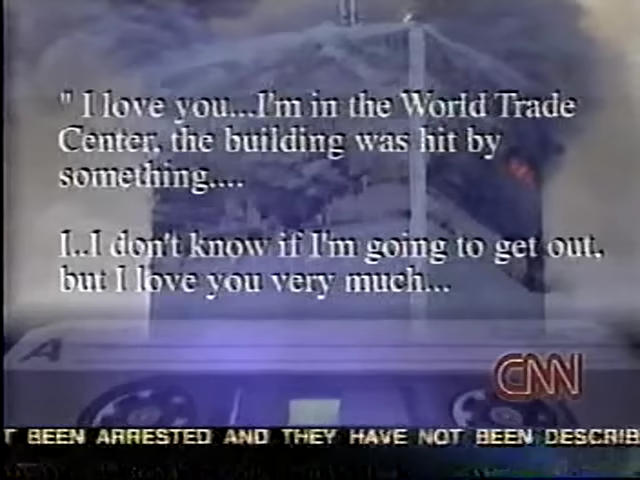 " I love you...I'm in the World Trade
Center, the building was hit by
something....
I..I don't know if I'm going to get out,
but I love you very much...
A
CNN
T BEEN ARRESTED AND THEY HAVE NOT BEEN DESCRIB